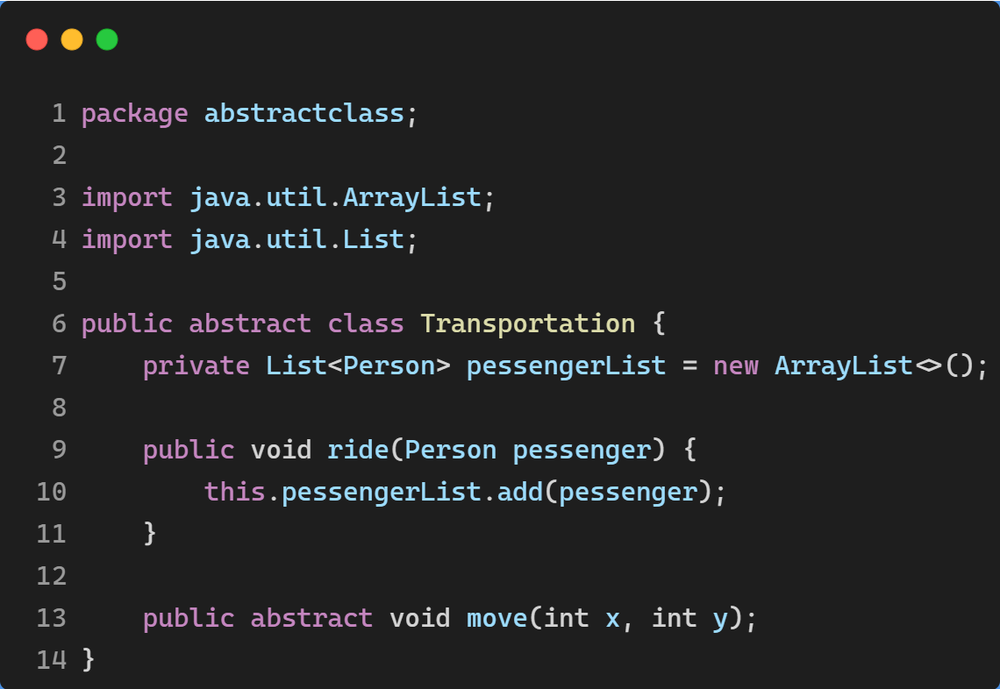 1 package abstractclass;
2
3 import java.util.ArrayList;
4 import java.util.List;
5
6 public abstract class Transportation {
7     private List<Person> pessengerList = new ArrayList<>();
8
9     public void ride(Person pessenger) {
10         this.pessengerList.add(pessenger);
11     }
12
13     public abstract void move(int x, int y);
14 }